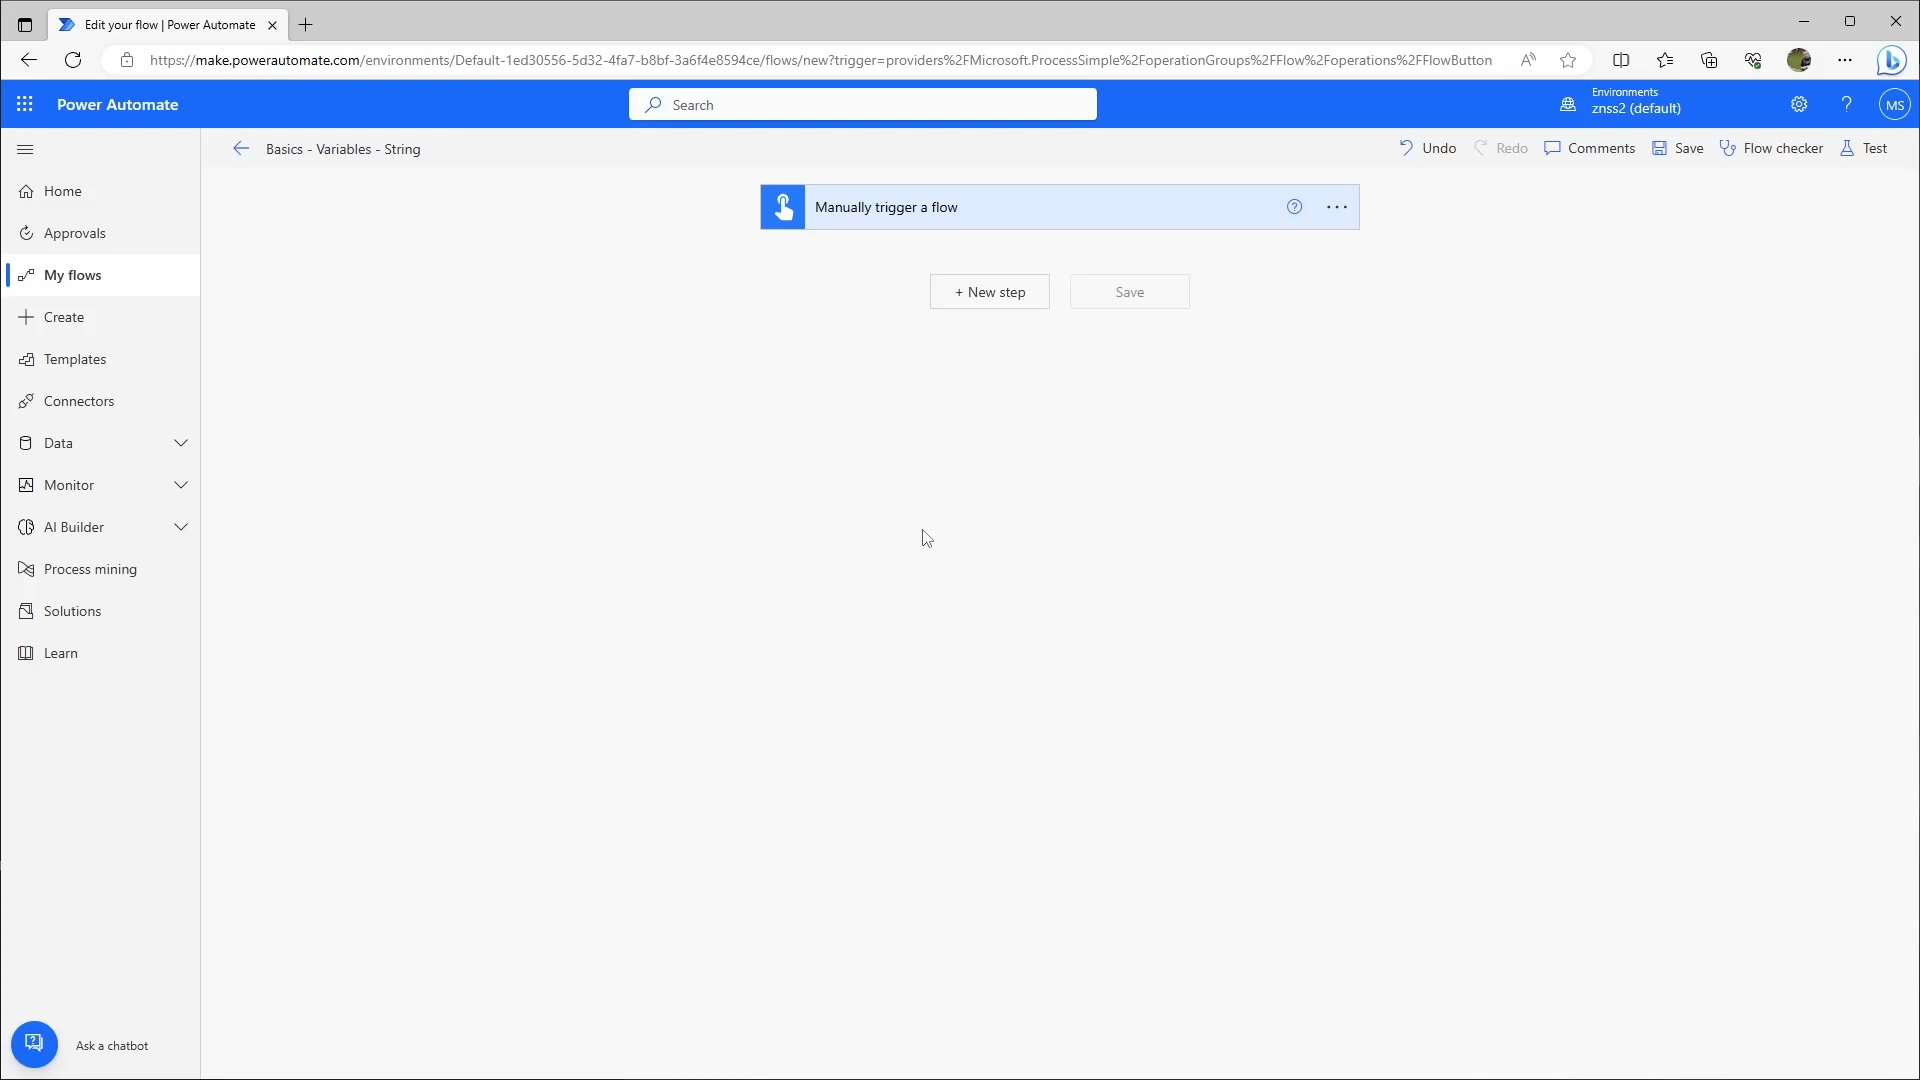 Edit your flow | Power Automate
https://make.powerautomate.com/environments/Default-1ed30556-5d32-4fa7-b8bf-3a6f4e8594ce/flows/new?trigger=providers%2FMicrosoft.ProcessSimple%2FoperationGroups%2FFlow%2Foperations%2FFlowButton
Power Automate
Search
Environments
znss2 (default)
?
MS
Basics - Variables - String
Undo
Redo
Comments
Save
Flow checker
Test
Home
Approvals
My flows
Create
Templates
Connectors
Data
Monitor
AI Builder
Process mining
Solutions
Learn
Manually trigger a flow
+ New step
Save
Ask a chatbot